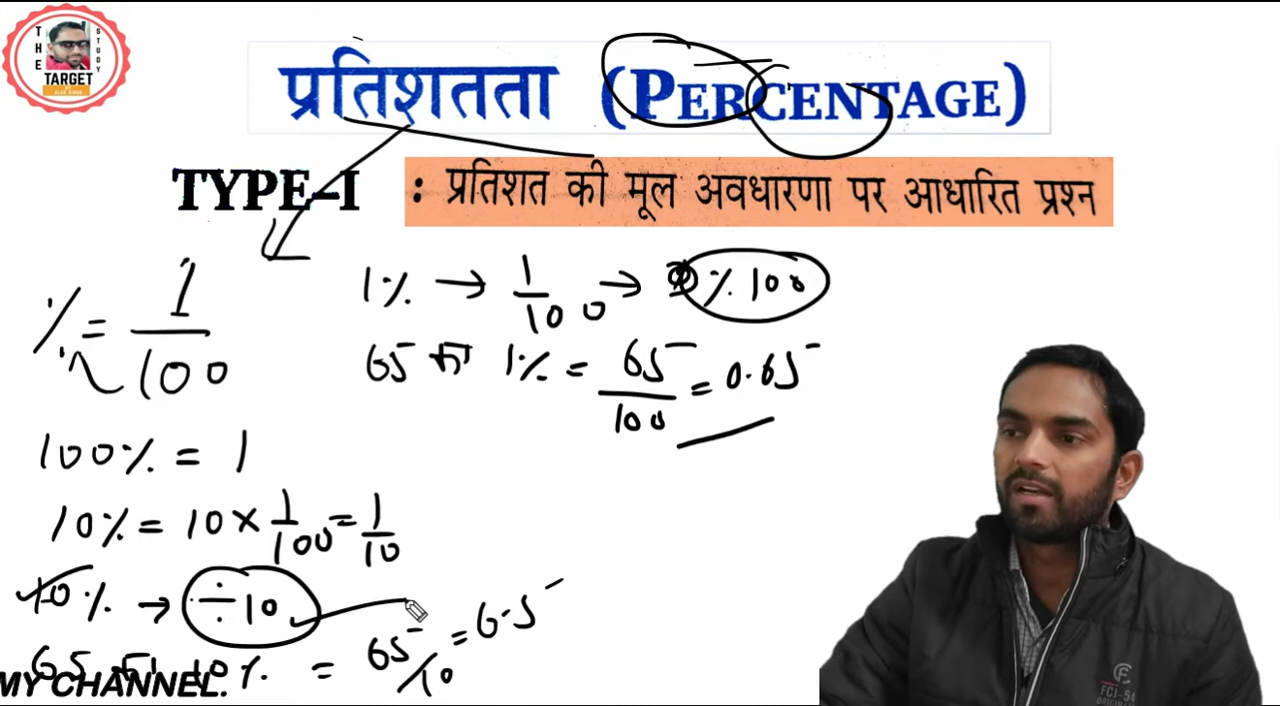 THE STUDY
TARGET
प्रतिशतता (PERCENTAGE)
TYPE–I : प्रतिशत की मूल अवधारणा पर आधारित प्रश्न
% = 1/100
1% → 1/100 → % 100
65 का 1% = 65/100 = 0.65
100% = 1
10% = 10 × 1/100 = 1/10
10% → ÷10
65 का 10% = 65/10 = 6.5
MY CHANNEL.
FCJ-54
ORIGINAL